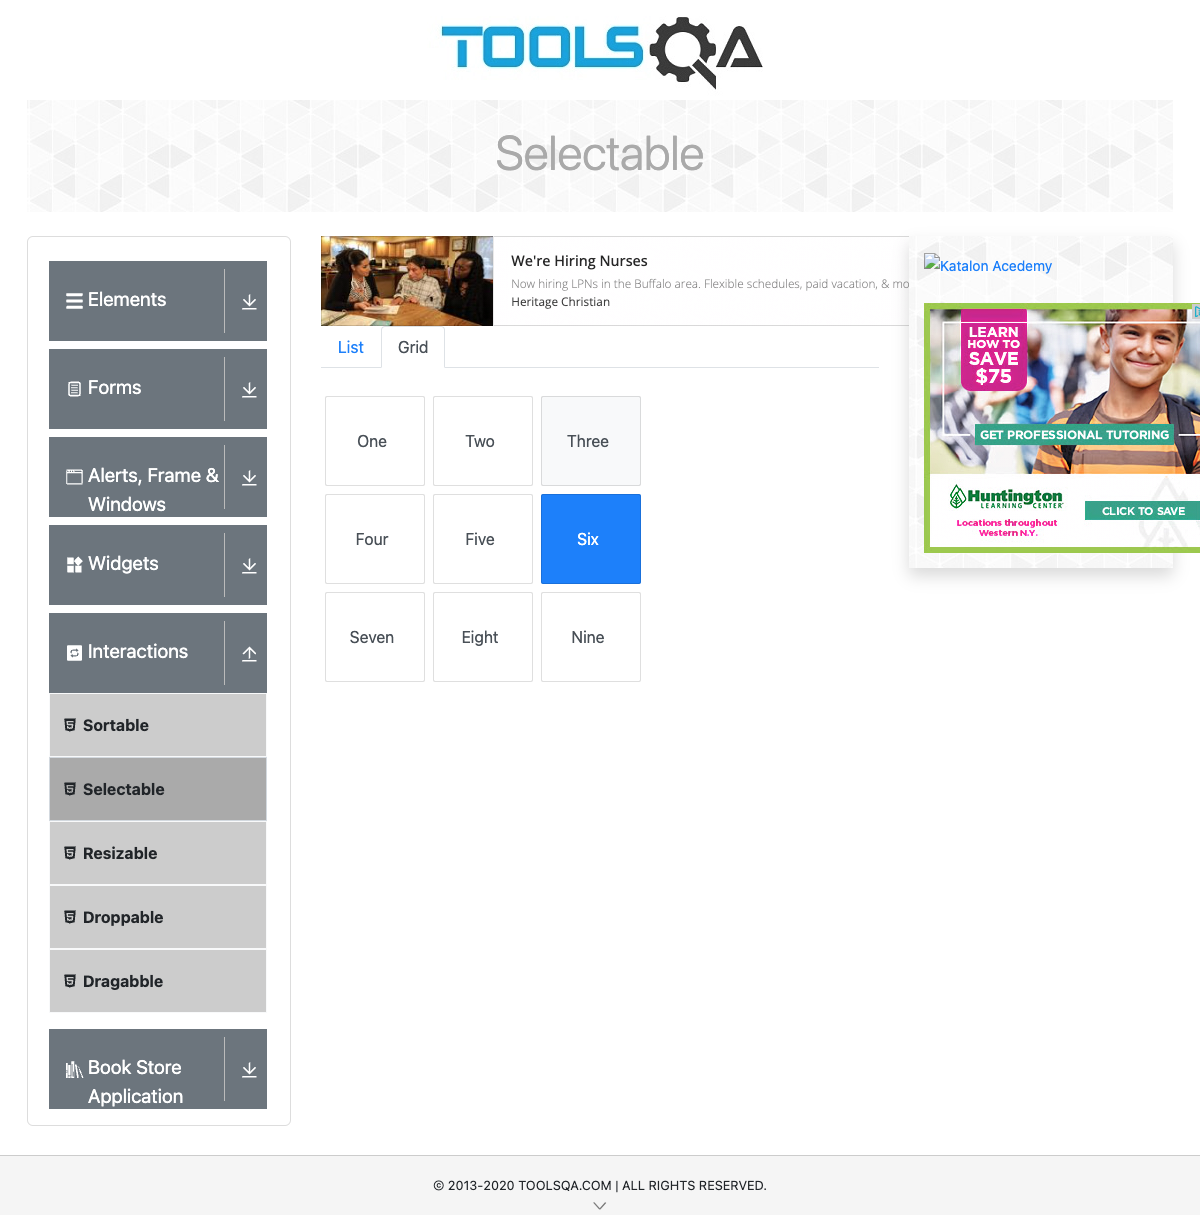 TOOLSQA
Selectable
Elements
Forms
Alerts, Frame &
Windows
Widgets
Interactions
Sortable
Selectable
Resizable
Droppable
Dragabble
Book Store
Application
We're Hiring Nurses
Now hiring LPNs in the Buffalo area. Flexible schedules, paid vacation, & mo
Heritage Christian
List
Grid
One
Two
Three
Four
Five
Six
Seven
Eight
Nine
Katalon Acedemy
LEARN
HOW TO
SAVE
$75
GET PROFESSIONAL TUTORING
Huntington
LEARNING CENTER
Locations throughout
Western N.Y.
CLICK TO SAVE
© 2013-2020 TOOLSQA.COM | ALL RIGHTS RESERVED.